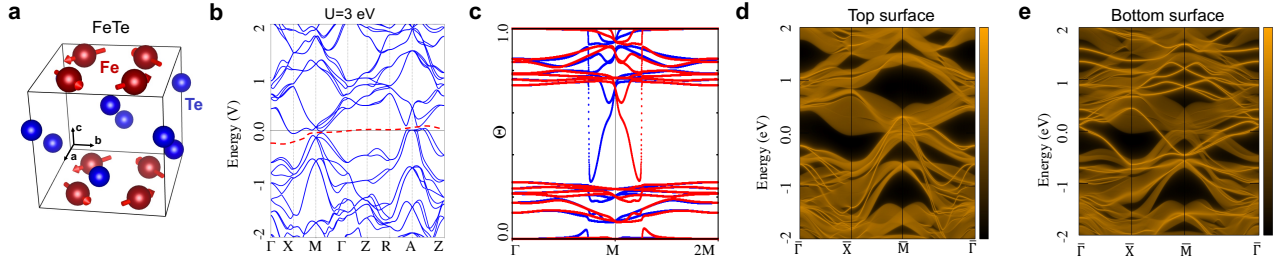 a
FeTe
Fe
Te
c
b
a
b
U=3 eV
Energy (V)
2
1
0.0
-1
-2
Γ X M Γ Z R A Z
c
1.0
Θ
0.0
Γ M 2M
d
Top surface
Energy (eV)
2
1
0.0
-1
-2
Γ̄ X̄ M̄ Γ̄
e
Bottom surface
Energy (eV)
2
1
0.0
-1
-2
Γ̄ X̄ M̄ Γ̄